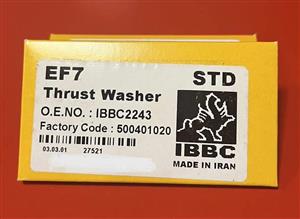 EF7 STD
Thrust Washer
O.E.NO. : IBBC2243
Factory Code : 500401020
IBBC
MADE IN IRAN
03.03.01 27521